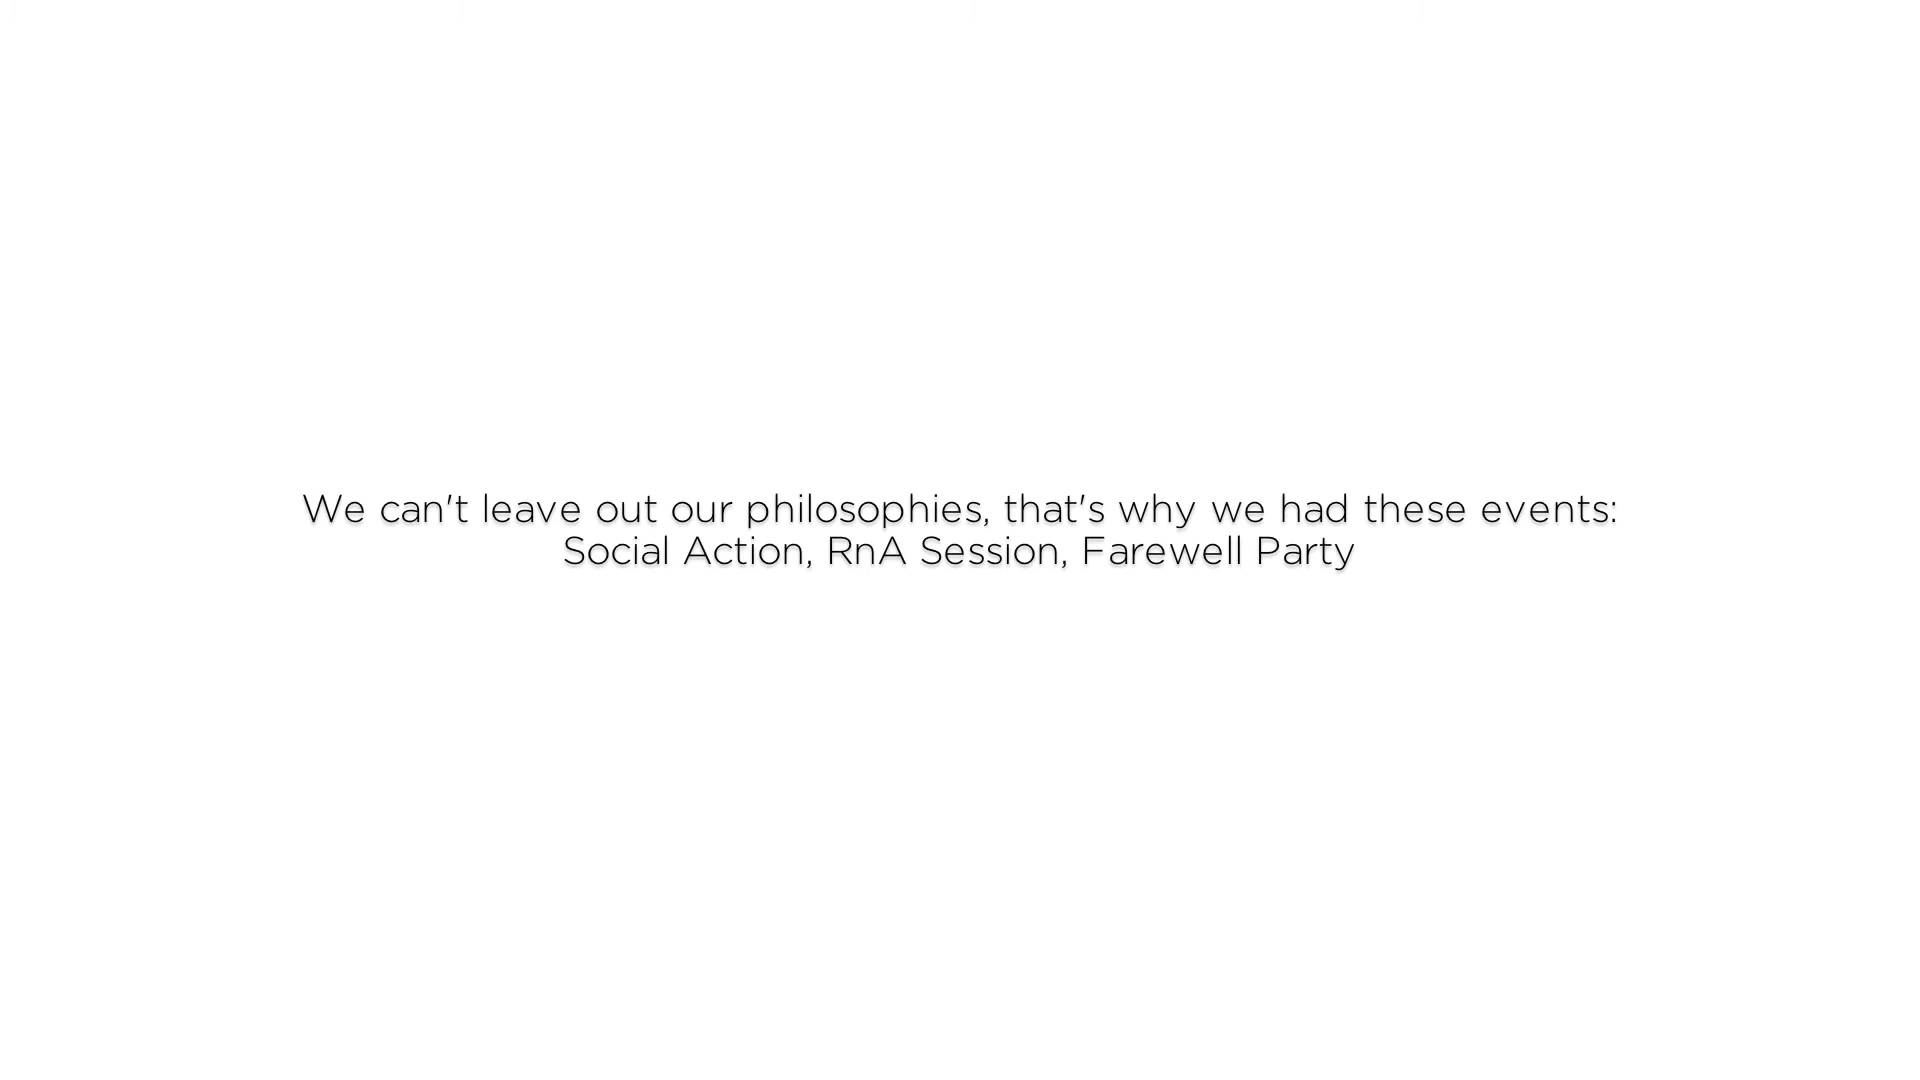 We can't leave out our philosophies, that's why we had these events:
Social Action, RnA Session, Farewell Party